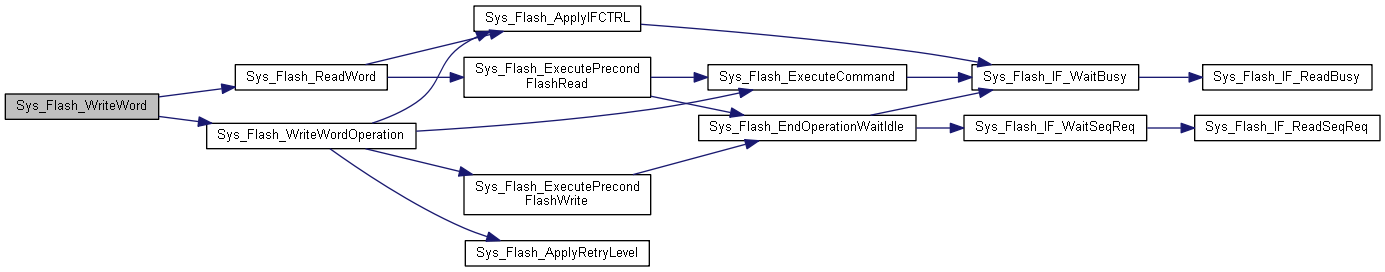 Sys_Flash_WriteWord
Sys_Flash_ReadWord
Sys_Flash_WriteWordOperation
Sys_Flash_ApplyIFCTRL
Sys_Flash_ExecutePrecond
FlashRead
Sys_Flash_ExecutePrecond
FlashWrite
Sys_Flash_ApplyRetryLevel
Sys_Flash_ExecuteCommand
Sys_Flash_EndOperationWaitIdle
Sys_Flash_IF_WaitBusy
Sys_Flash_IF_WaitSeqReq
Sys_Flash_IF_ReadBusy
Sys_Flash_IF_ReadSeqReq